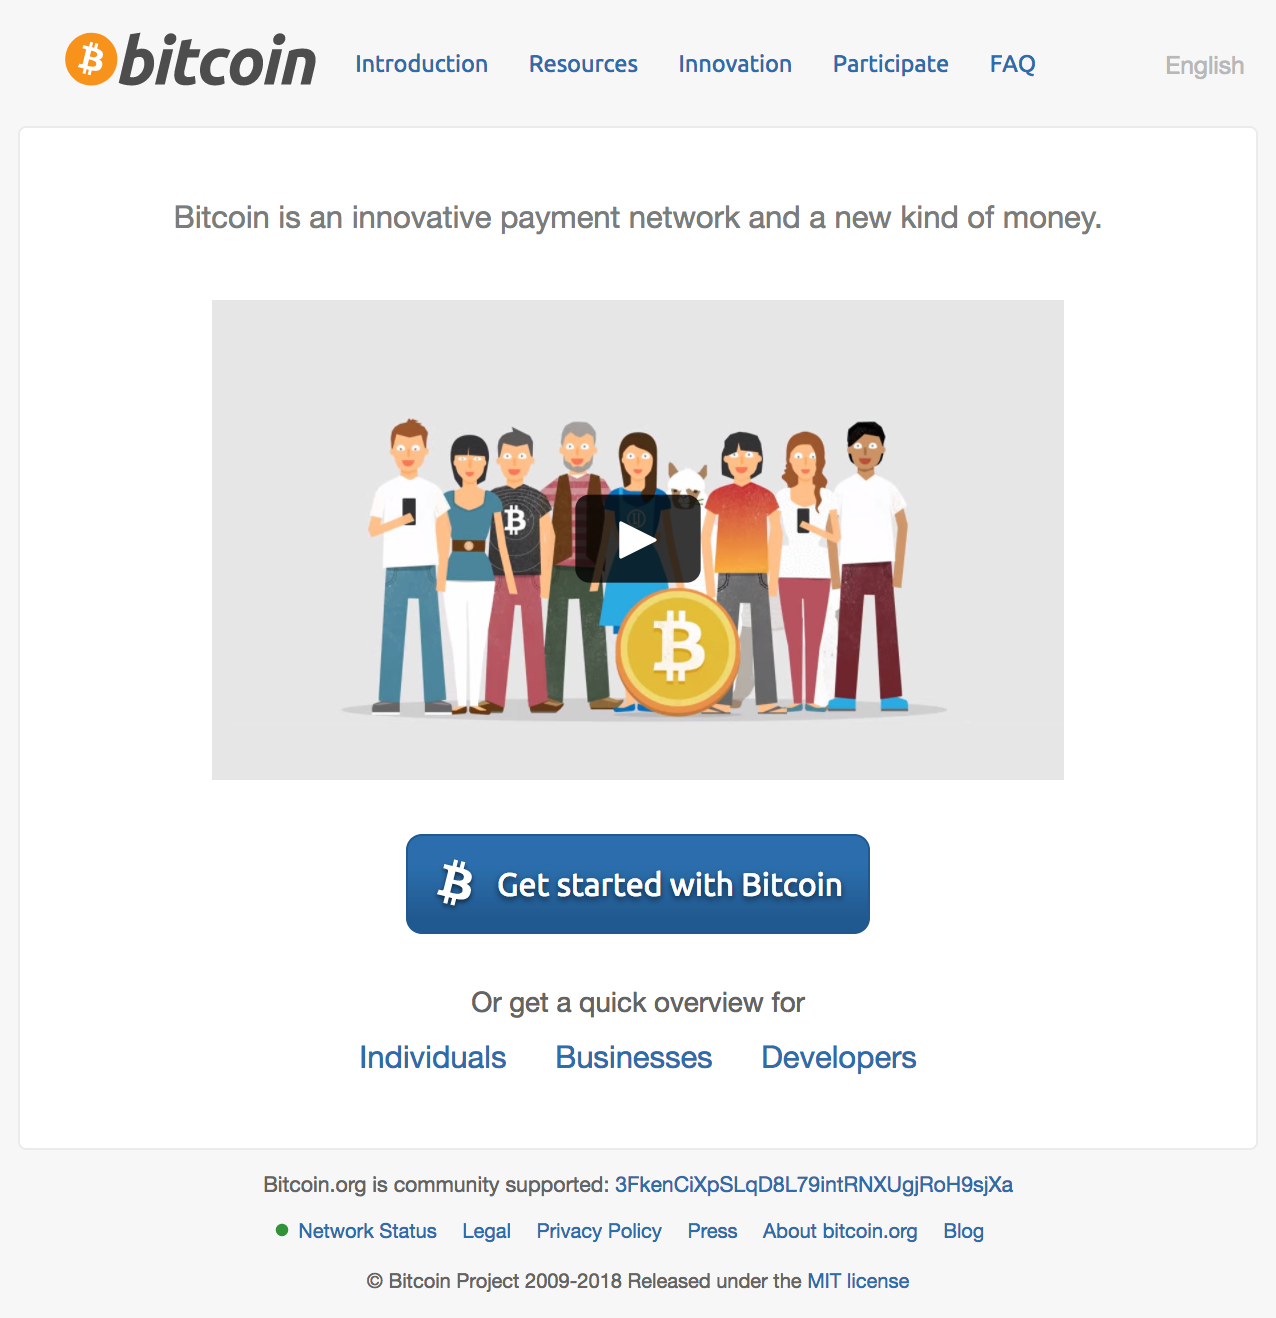 bitcoin Introduction Resources Innovation Participate FAQ English
Bitcoin is an innovative payment network and a new kind of money.
Get started with Bitcoin
Or get a quick overview for
Individuals Businesses Developers
Bitcoin.org is community supported: 3FkenCiXpSLqD8L79intRNXUgjRoH9sjXa
Network Status Legal Privacy Policy Press About bitcoin.org Blog
© Bitcoin Project 2009-2018 Released under the MIT license